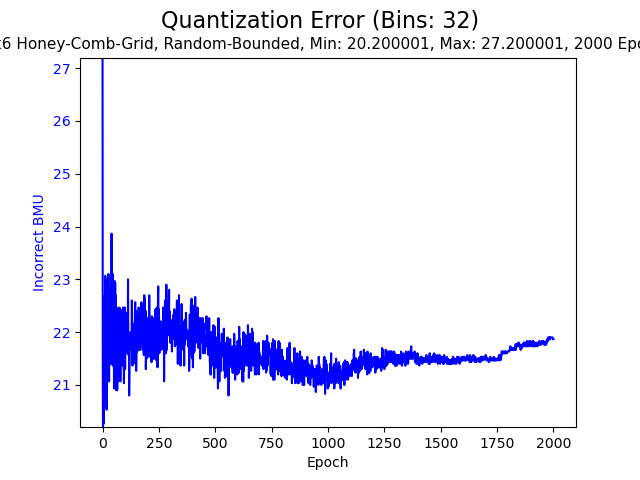 Quantization Error (Bins: 32)
x6 Honey-Comb-Grid, Random-Bounded, Min: 20.200001, Max: 27.200001, 2000 Epo
27
26
25
24
23
22
21
Incorrect BMU
0 250 500 750 1000 1250 1500 1750 2000
Epoch